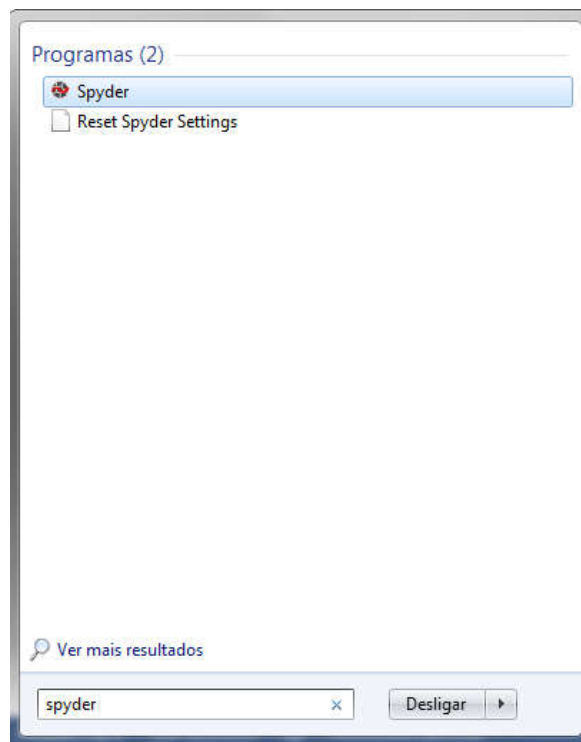 Programas (2)
Spyder
Reset Spyder Settings
Ver mais resultados
spyder
Desligar